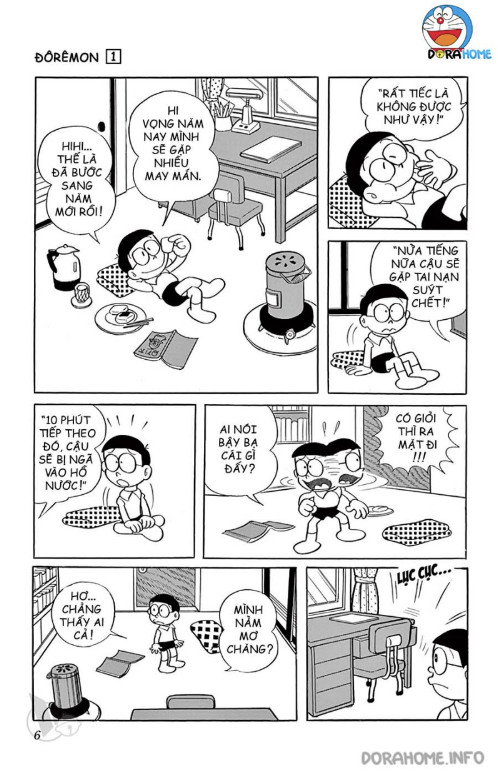 DORAHOME
ĐÔRÊMON 1
HIHI...
THẾ LÀ
ĐÃ BƯỚC
SANG
NĂM
MỚI RỒI!
HI
VỌNG NĂM
NAY MÌNH
SẼ GẶP
NHIỀU
MAY MẮN.
"RẤT TIẾC LÀ
KHÔNG ĐƯỢC
NHƯ VẬY!"
"NỬA TIẾNG
NỮA CẬU SẼ
GẶP TAI NẠN
SUÝT
CHẾT!"
"10 PHÚT
TIẾP THEO
ĐÓ, CẬU
SẼ BỊ NGÃ
VÀO HỒ
NƯỚC!"
AI NÓI
BẬY BẠ
CÁI GÌ
ĐẤY?
CÓ GIỎI
THÌ RA
MẶT ĐI
!!!
HƠ...
CHẲNG
THẤY AI
CẢ!
MÌNH
NẰM
MƠ
CHĂNG?
LỤC CỤC...
6
DORAHOME.INFO